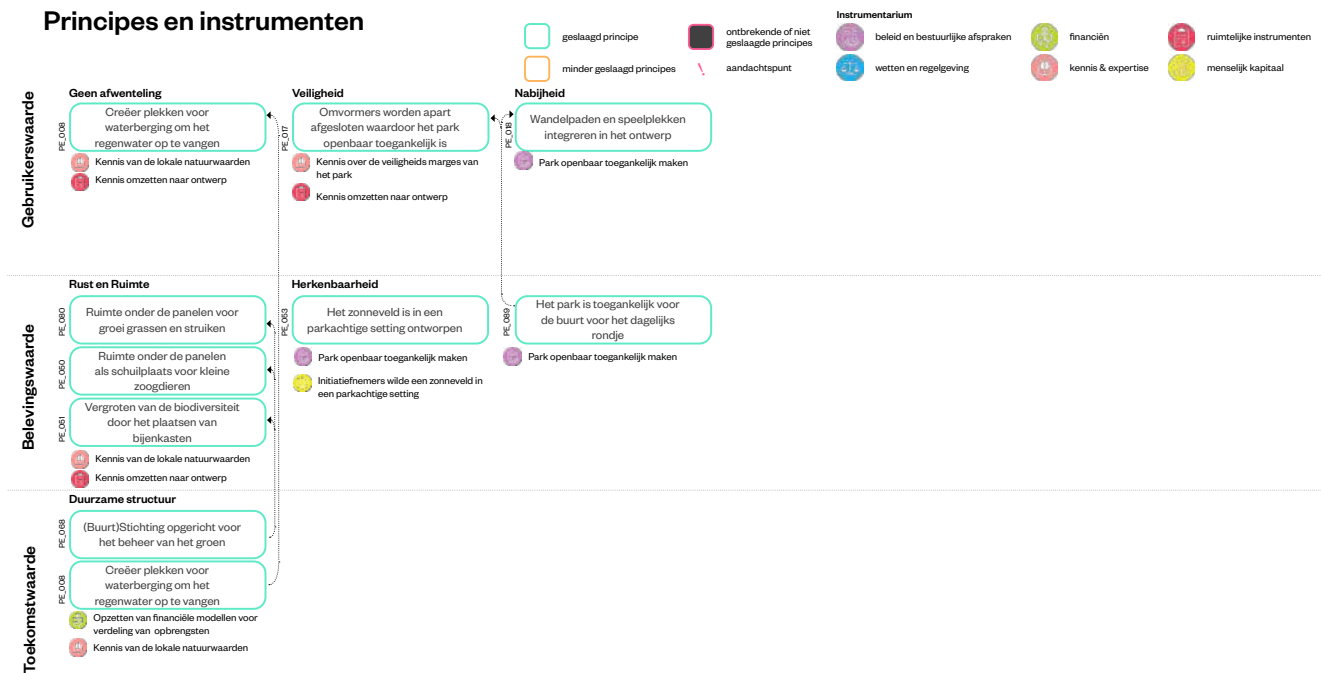 Principes en instrumenten
geslaagd principe
minder geslaagd principes
ontbrekende of niet
geslaagde principes
aandachtspunt
Instrumentarium
beleid en bestuurlijke afspraken
wetten en regelgeving
financiën
kennis & expertise
ruimtelijke instrumenten
menselijk kapitaal
Gebruikerswaarde
Geen afwenteling
PE_008
Creëer plekken voor
waterberging om het
regenwater op te vangen
Kennis van de lokale natuurwaarden
Kennis omzetten naar ontwerp
Veiligheid
PE_017
Omvormers worden apart
afgesloten waardoor het park
openbaar toegankelijk is
Kennis over de veiligheids marges van
het park
Kennis omzetten naar ontwerp
Nabijheid
PE_018
Wandelpaden en speelplekken
integreren in het ontwerp
Park openbaar toegankelijk maken
Belevingswaarde
Rust en Ruimte
PE_080
Ruimte onder de panelen voor
groei grassen en struiken
PE_050
Ruimte onder de panelen
als schuilplaats voor kleine
zoogdieren
PE_051
Vergroten van de biodiversiteit
door het plaatsen van
bijenkasten
Kennis van de lokale natuurwaarden
Kennis omzetten naar ontwerp
Herkenbaarheid
PE_053
Het zonneveld is in een
parkachtige setting ontworpen
Park openbaar toegankelijk maken
Initiatiefnemers wilde een zonneveld in
een parkachtige setting
PE_089
Het park is toegankelijk voor
de buurt voor het dagelijks
rondje
Park openbaar toegankelijk maken
Toekomstwaarde
Duurzame structuur
PE_068
(Buurt)Stichting opgericht voor
het beheer van het groen
PE_008
Creëer plekken voor
waterberging om het
regenwater op te vangen
Opzetten van financiële modellen voor
verdeling van opbrengsten
Kennis van de lokale natuurwaarden